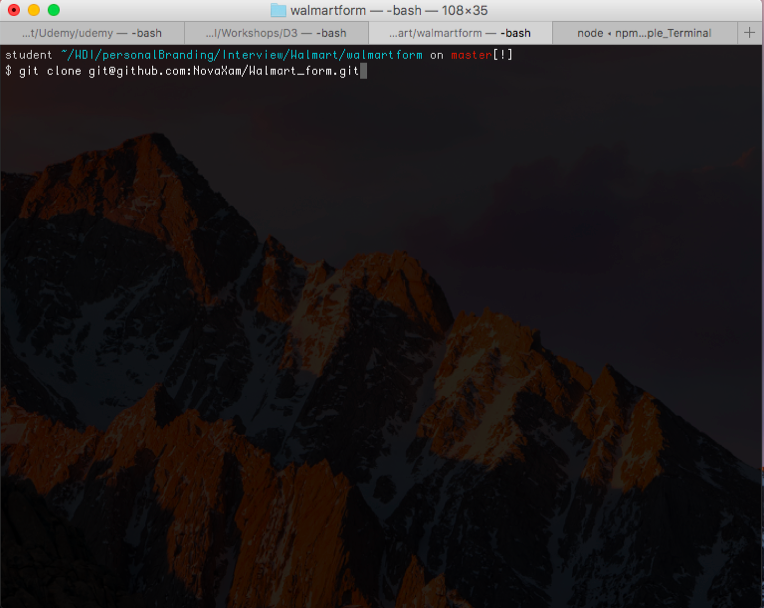 walmartform — -bash — 108×35
...t/Udemy/udemy — -bash
...l/Workshops/D3 — -bash
...art/walmartform — -bash
node • npm...ple_Terminal
student ~/WDI/personalBranding/Interview/Walmart/walmartform on master[!]
$ git clone git@github.com:NovaXam/Walmart_form.git